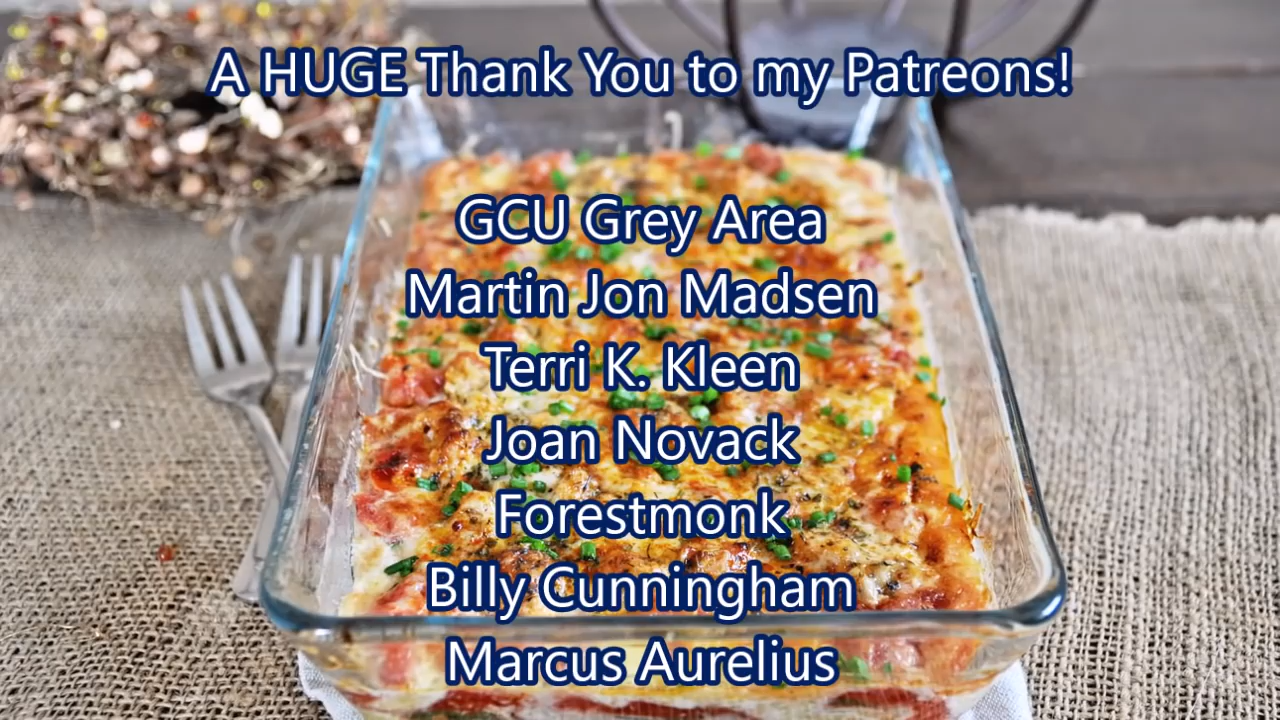 A HUGE Thank You to my Patreons!
GCU Grey Area
Martin Jon Madsen
Terri K. Kleen
Joan Novack
Forestmonk
Billy Cunningham
Marcus Aurelius